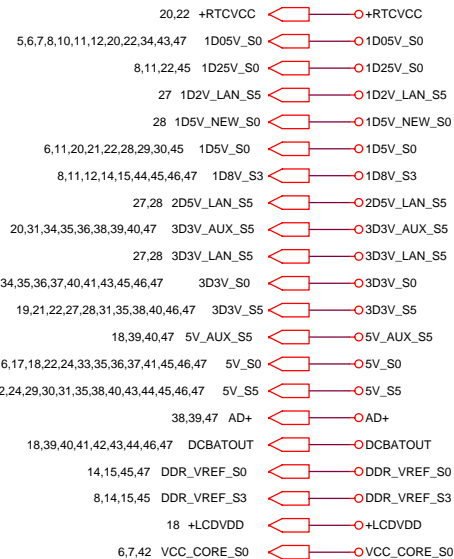 20,22 +RTCVCC +RTCVCC
5,6,7,8,10,11,12,20,22,34,43,47 1D05V_S0 1D05V_S0
8,11,22,45 1D25V_S0 1D25V_S0
27 1D2V_LAN_S5 1D2V_LAN_S5
28 1D5V_NEW_S0 1D5V_NEW_S0
6,11,20,21,22,28,29,30,45 1D5V_S0 1D5V_S0
8,11,12,14,15,44,45,46,47 1D8V_S3 1D8V_S3
27,28 2D5V_LAN_S5 2D5V_LAN_S5
20,31,34,35,36,38,39,40,47 3D3V_AUX_S5 3D3V_AUX_S5
27,28 3D3V_LAN_S5 3D3V_LAN_S5
34,35,36,37,40,41,43,45,46,47 3D3V_S0 3D3V_S0
19,21,22,27,28,31,35,38,40,46,47 3D3V_S5 3D3V_S5
18,39,40,47 5V_AUX_S5 5V_AUX_S5
6,17,18,22,24,33,35,36,37,41,45,46,47 5V_S0 5V_S0
2,24,29,30,31,35,38,40,43,44,45,46,47 5V_S5 5V_S5
38,39,47 AD+ AD+
18,39,40,41,42,43,44,46,47 DCBATOUT DCBATOUT
14,15,45,47 DDR_VREF_S0 DDR_VREF_S0
8,14,15,45 DDR_VREF_S3 DDR_VREF_S3
18 +LCDVDD +LCDVDD
6,7,42 VCC_CORE_S0 VCC_CORE_S0